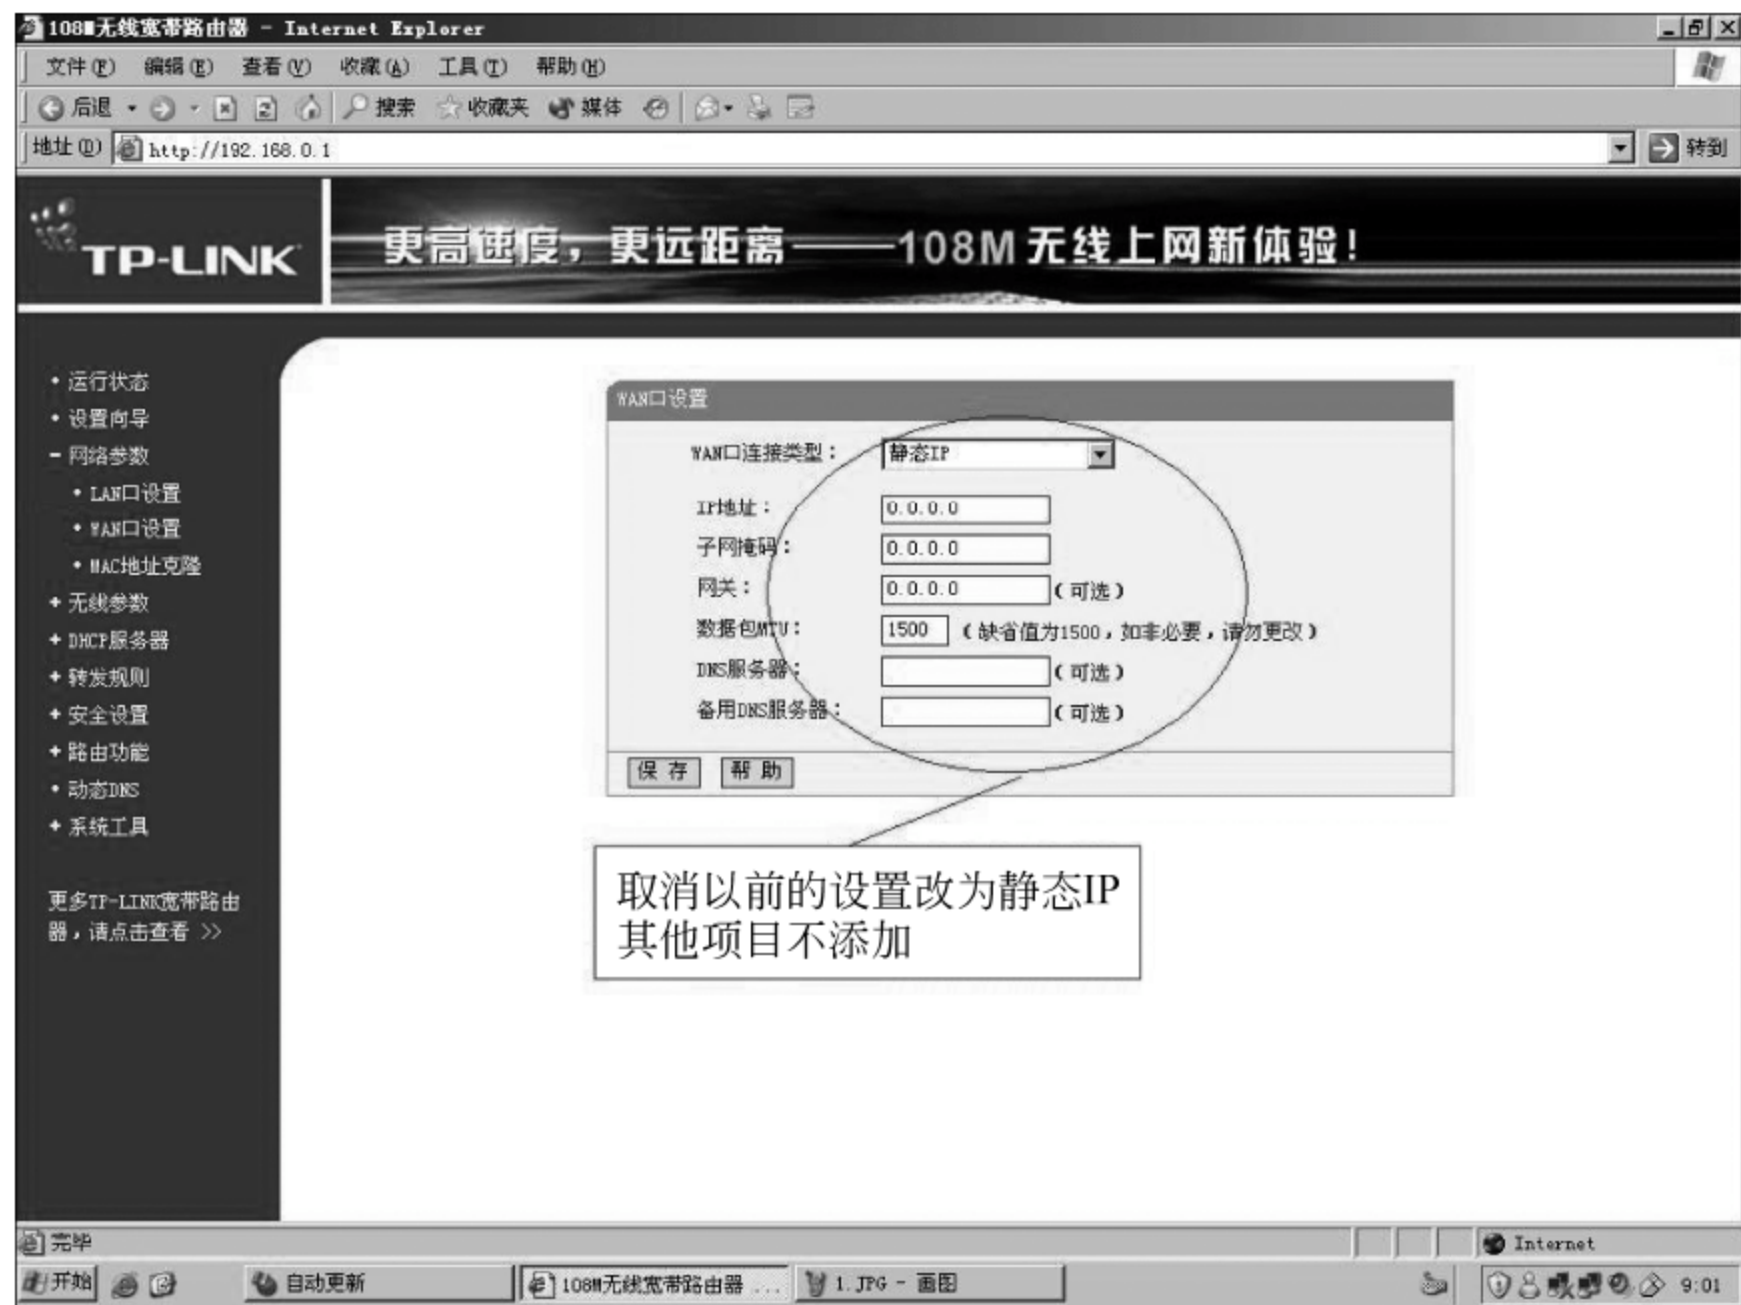 108M无线宽带路由器 - Internet Explorer
文件(F) 编辑(E) 查看(V) 收藏(A) 工具(T) 帮助(H)
后退 搜索 收藏夹 媒体
地址(D) http://192.168.0.1 转到
TP-LINK
更高速度，更远距离——108M无线上网新体验！
• 运行状态
• 设置向导
- 网络参数
• LAN口设置
• WAN口设置
• MAC地址克隆
+ 无线参数
+ DHCP服务器
+ 转发规则
+ 安全设置
+ 路由功能
• 动态DNS
+ 系统工具
更多TP-LINK宽带路由
器，请点击查看 >>
WAN口设置
WAN口连接类型： 静态IP
IP地址： 0.0.0.0
子网掩码： 0.0.0.0
网关： 0.0.0.0 （可选）
数据包MTU： 1500 （缺省值为1500，如非必要，请勿更改）
DNS服务器： （可选）
备用DNS服务器： （可选）
保 存 帮 助
取消以前的设置改为静态IP
其他项目不添加
完毕 Internet
开始 自动更新 108M无线宽带路由器 ... 1.JPG - 画图 9:01